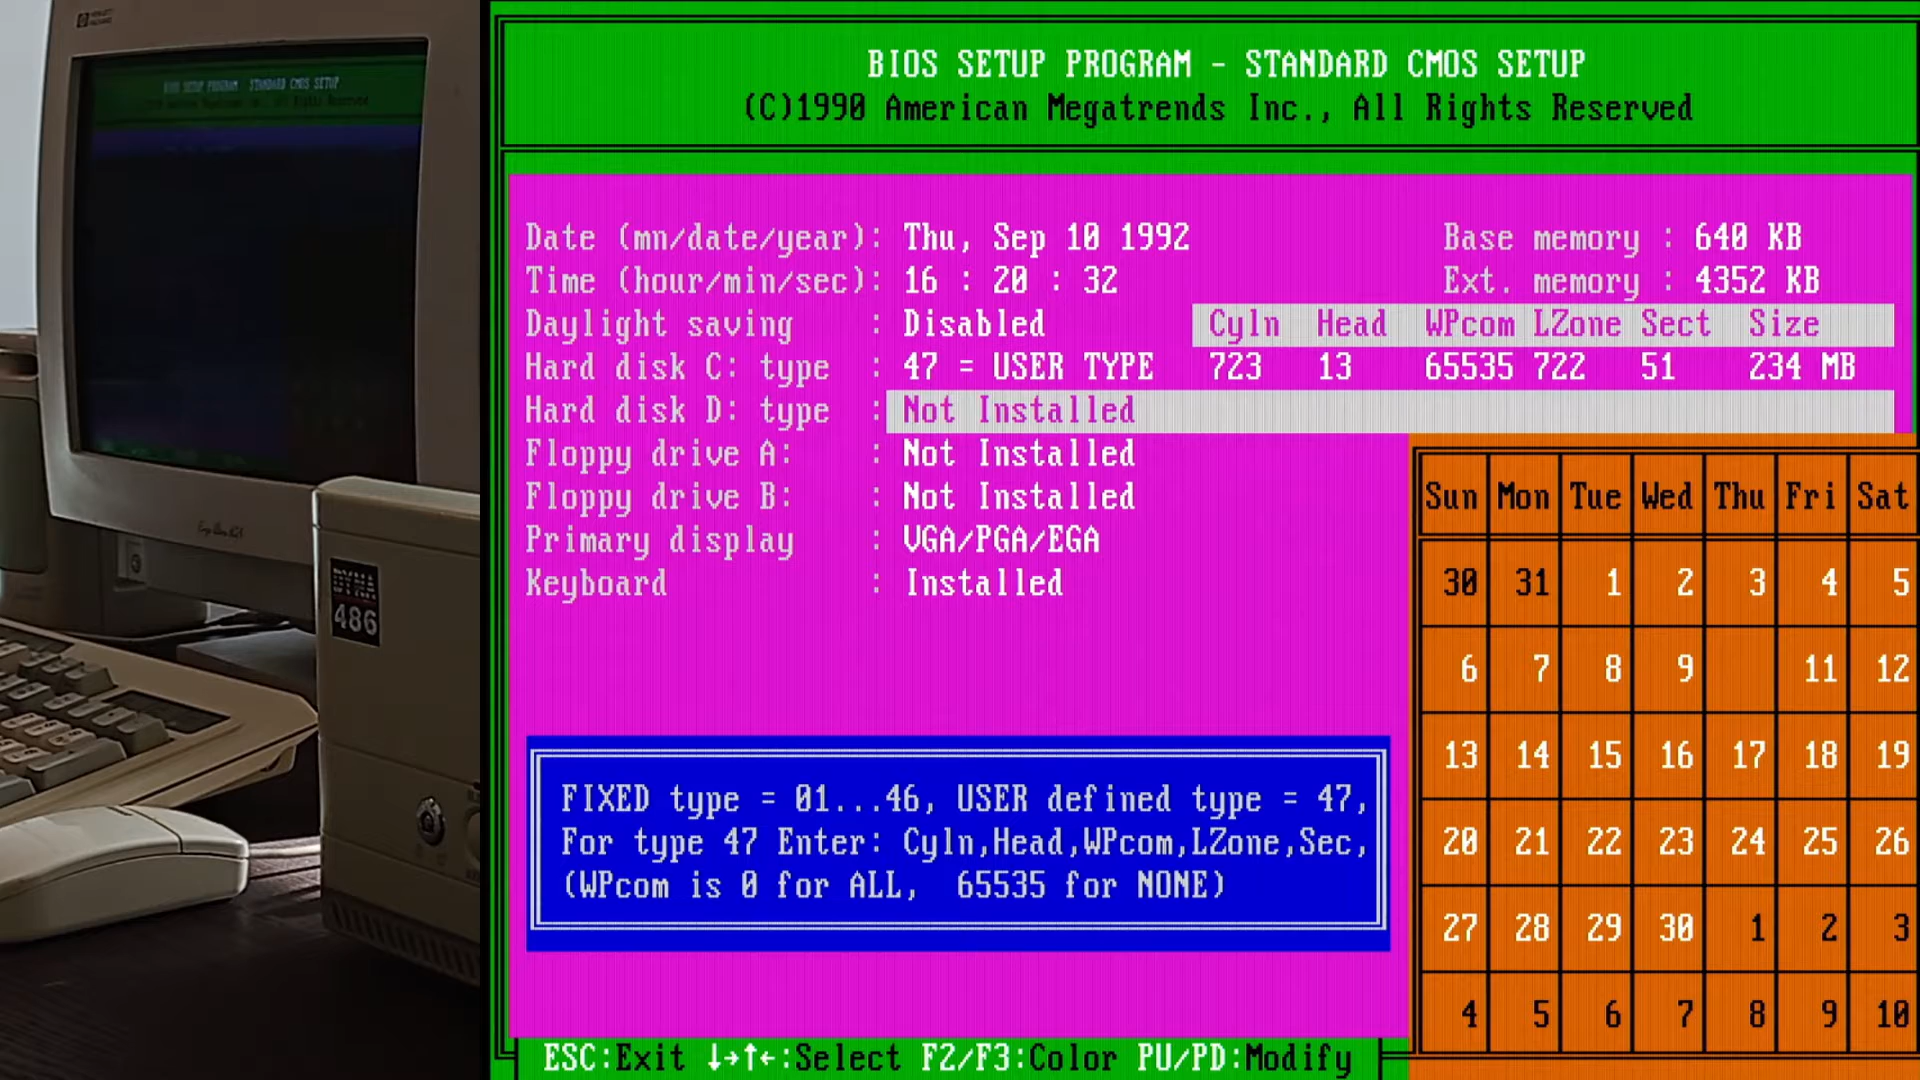 BIOS SETUP PROGRAM - STANDARD CMOS SETUP
(C)1990 American Megatrends Inc., All Rights Reserved
Date (mn/date/year): Thu, Sep 10 1992 Base memory : 640 KB
Time (hour/min/sec): 16 : 20 : 32 Ext. memory : 4352 KB
Daylight saving : Disabled Cyln Head WPcom LZone Sect Size
Hard disk C: type : 47 = USER TYPE 723 13 65535 722 51 234 MB
Hard disk D: type : Not Installed
Floppy drive A: : Not Installed
Floppy drive B: : Not Installed
Primary display : VGA/PGA/EGA
Keyboard : Installed
Sun Mon Tue Wed Thu Fri Sat
30 31 1 2 3 4 5
6 7 8 9 11 12
13 14 15 16 17 18 19
20 21 22 23 24 25 26
27 28 29 30 1 2 3
4 5 6 7 8 9 10
FIXED type = 01...46, USER defined type = 47,
For type 47 Enter: Cyln,Head,WPcom,LZone,Sec,
(WPcom is 0 for ALL, 65535 for NONE)
ESC:Exit ↓→↑←:Select F2/F3:Color PU/PD:Modify
BIOS SETUP PROGRAM - STANDARD CMOS SETUP
486